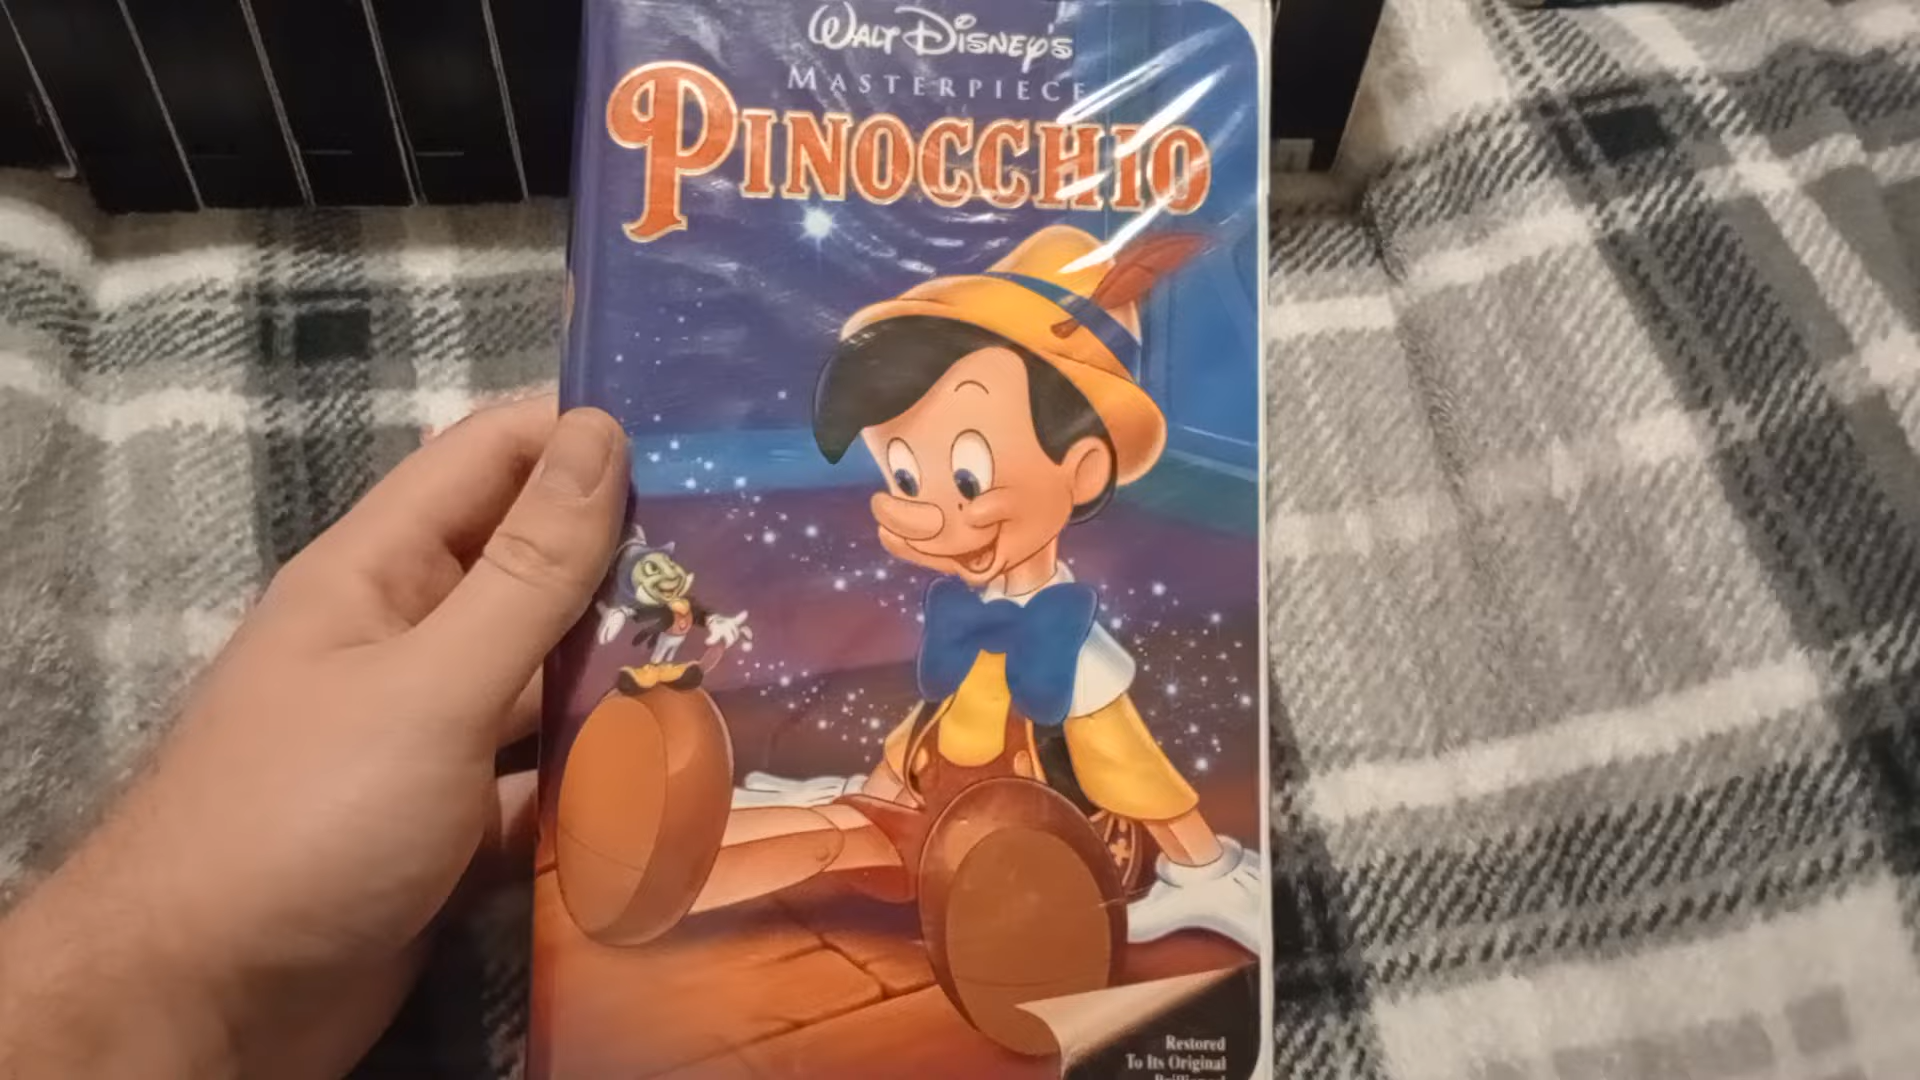 WALT DISNEY'S
MASTERPIECE
PINOCCHIO
Restored
To Its Original